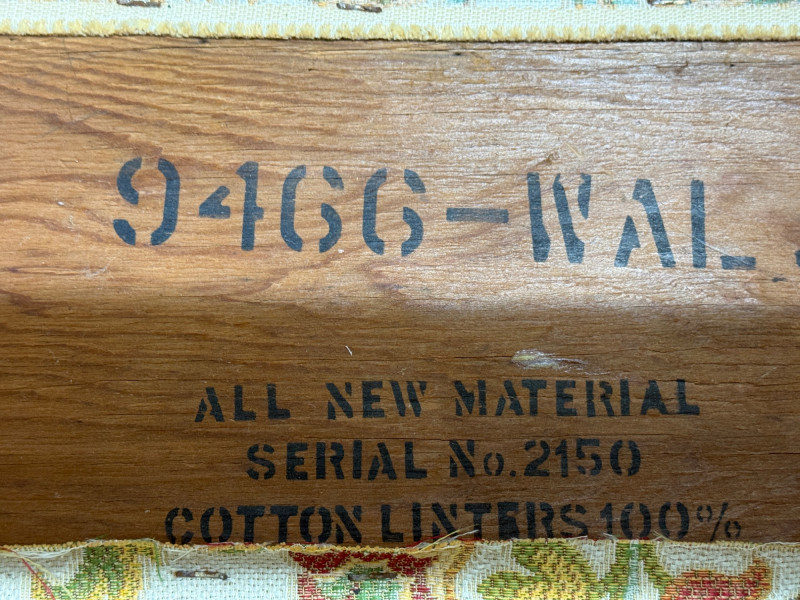 9466-WAL
ALL NEW MATERIAL
SERIAL No. 2150
COTTON LINTERS 100%